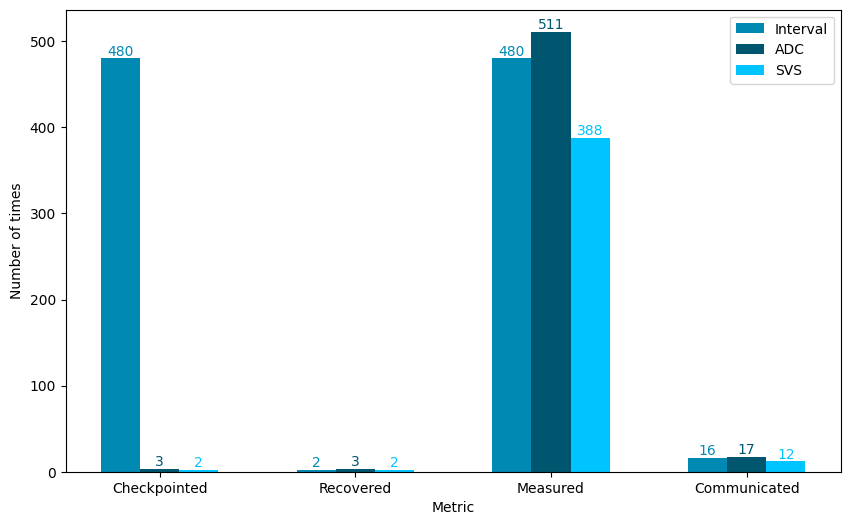 Interval
ADC
SVS
Number of times
500
400
300
200
100
0
480
3
2
2
3
2
480
511
388
16
17
12
Checkpointed
Recovered
Measured
Communicated
Metric